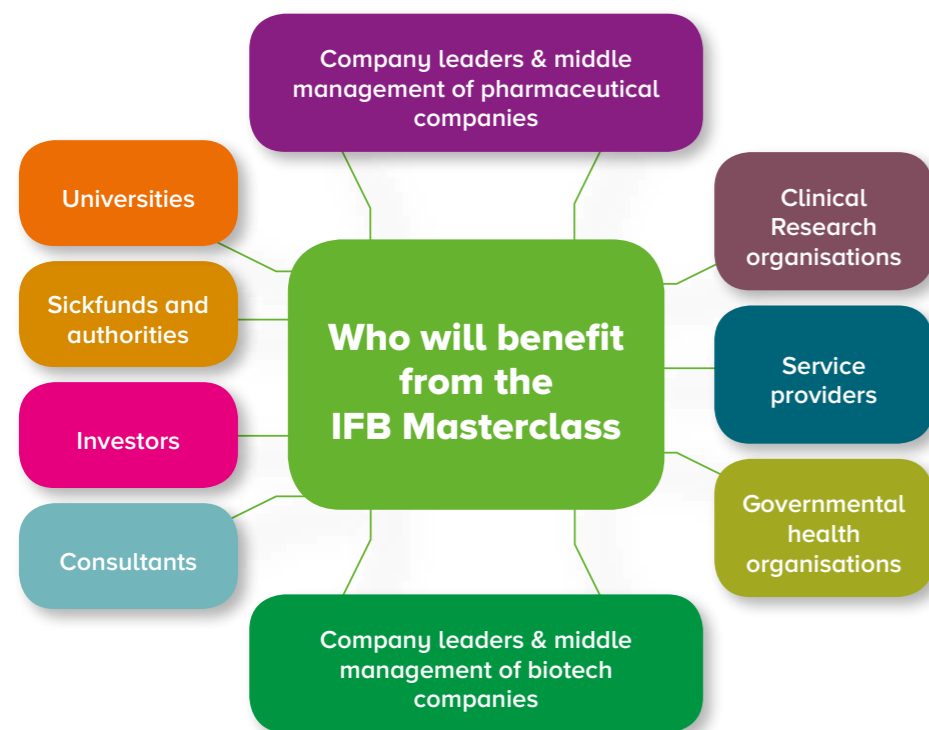 Company leaders & middle
management of pharmaceutical
companies
Universities
Sickfunds and
authorities
Investors
Consultants
Who will benefit
from the
IFB Masterclass
Clinical
Research
organisations
Service
providers
Governmental
health
organisations
Company leaders & middle
management of biotech
companies